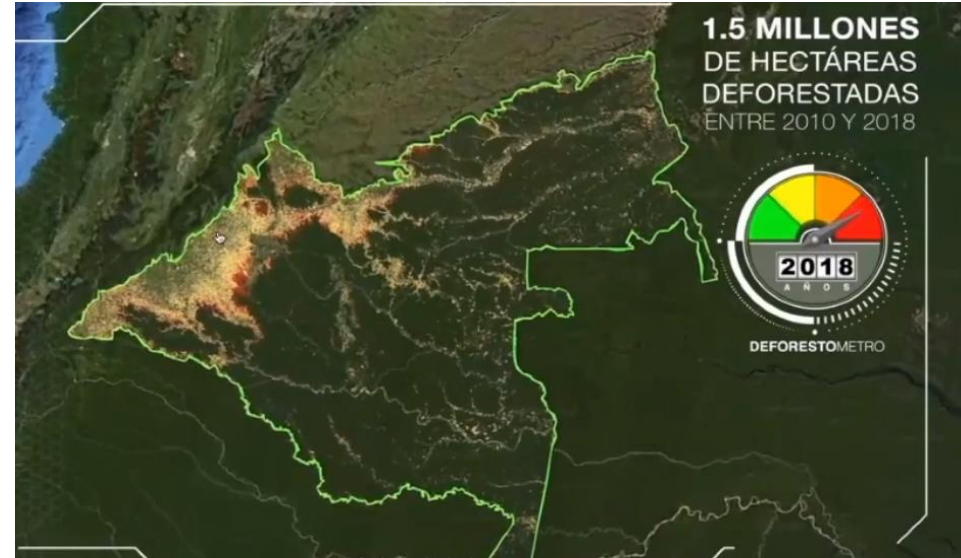 1.5 MILLONES
DE HECTÁREAS
DEFORESTADAS
ENTRE 2010 Y 2018
2018
AÑOS
DEFORESTOMETRO